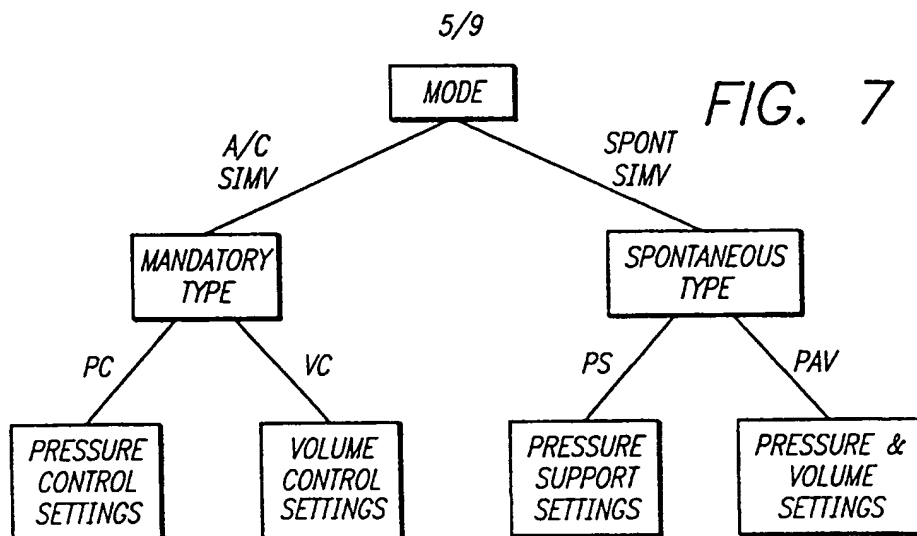 5/9
MODE
FIG. 7
A/C
SIMV
SPONT
SIMV
MANDATORY
TYPE
SPONTANEOUS
TYPE
PC
VC
PS
PAV
PRESSURE
CONTROL
SETTINGS
VOLUME
CONTROL
SETTINGS
PRESSURE
SUPPORT
SETTINGS
PRESSURE &
VOLUME
SETTINGS